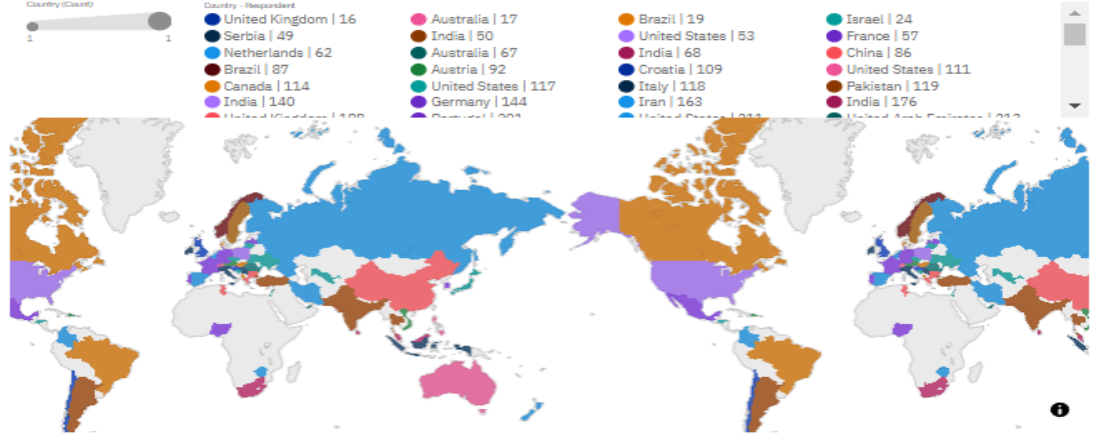 Country (Count)
1 1
Country - Respondent
United Kingdom | 16 Australia | 17 Brazil | 19 Israel | 24
Serbia | 49 India | 50 United States | 53 France | 57
Netherlands | 62 Australia | 67 India | 68 China | 86
Brazil | 87 Austria | 92 Croatia | 109 United States | 111
Canada | 114 United States | 117 Italy | 118 Pakistan | 119
India | 140 Germany | 144 Iran | 163 India | 176